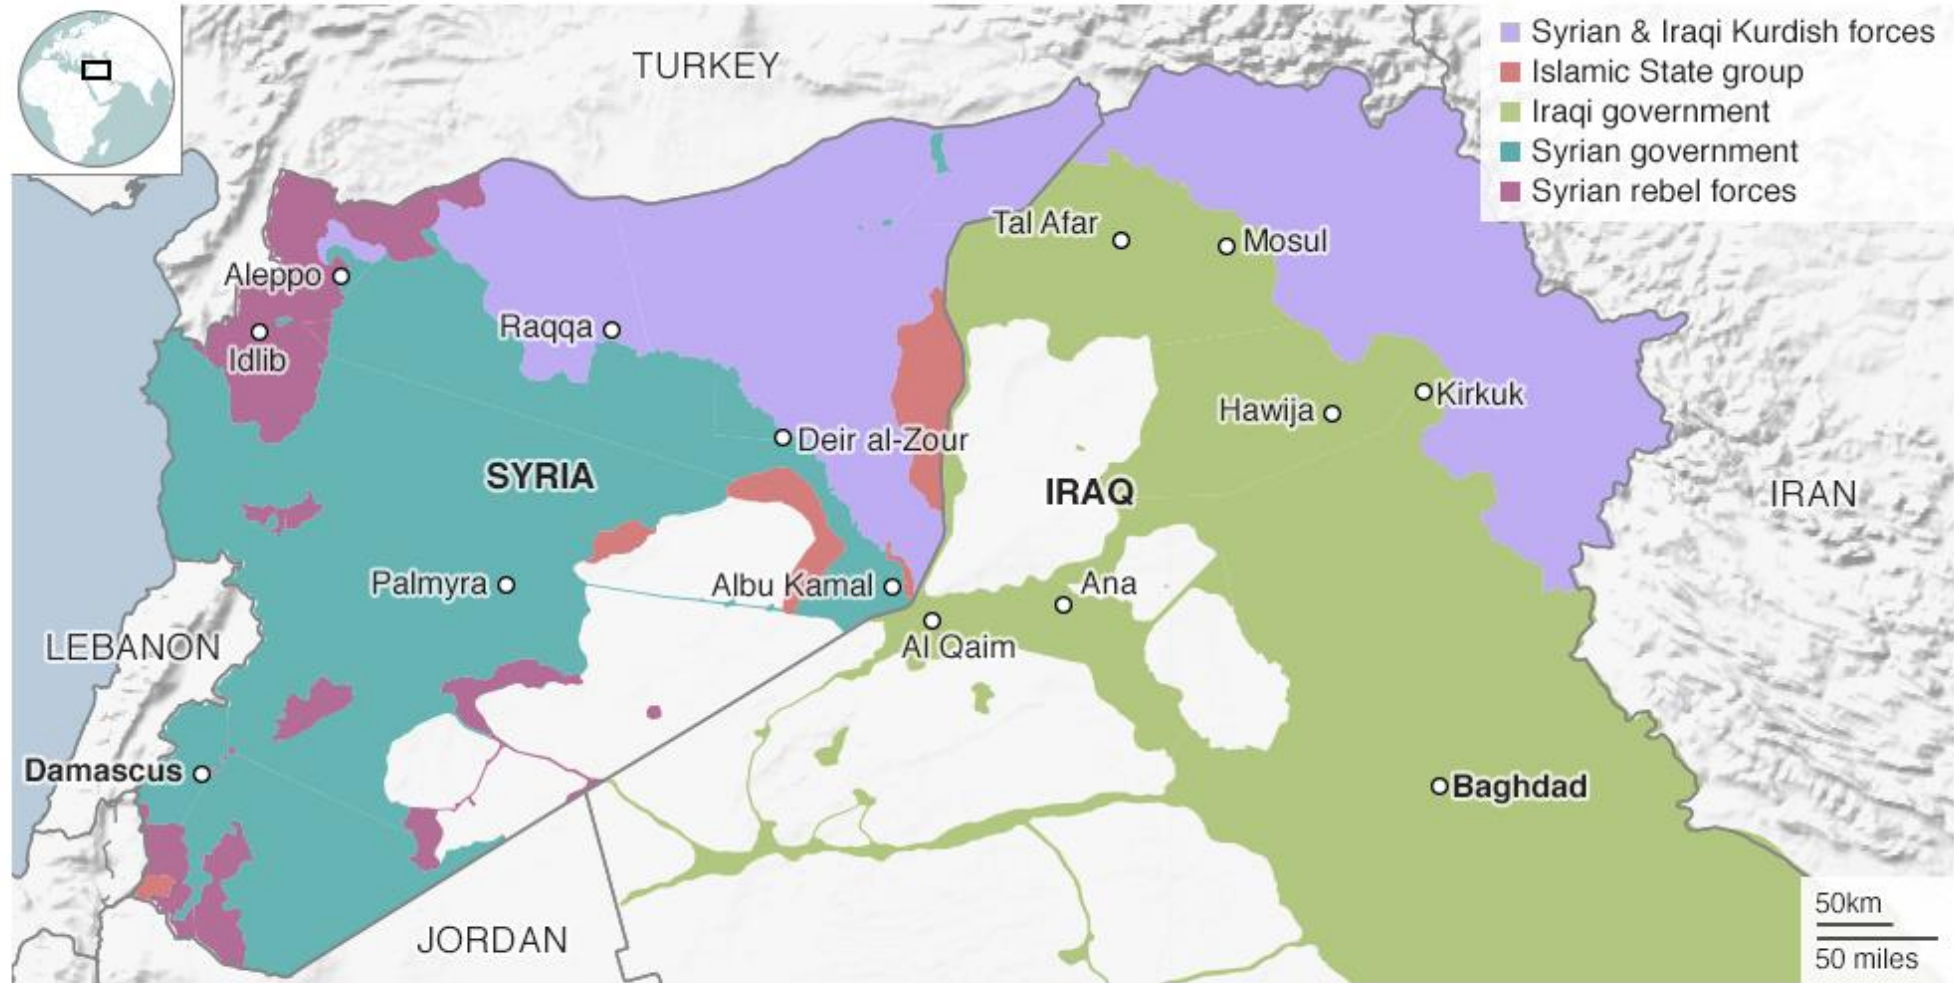 TURKEY
Syrian & Iraqi Kurdish forces
Islamic State group
Iraqi government
Syrian government
Syrian rebel forces
Tal Afar
Mosul
Aleppo
Raqqa
Idlib
Kirkuk
Hawija
Deir al-Zour
SYRIA
IRAQ
IRAN
Palmyra
Albu Kamal
Ana
LEBANON
Al Qaim
Damascus
Baghdad
JORDAN
50km
50 miles